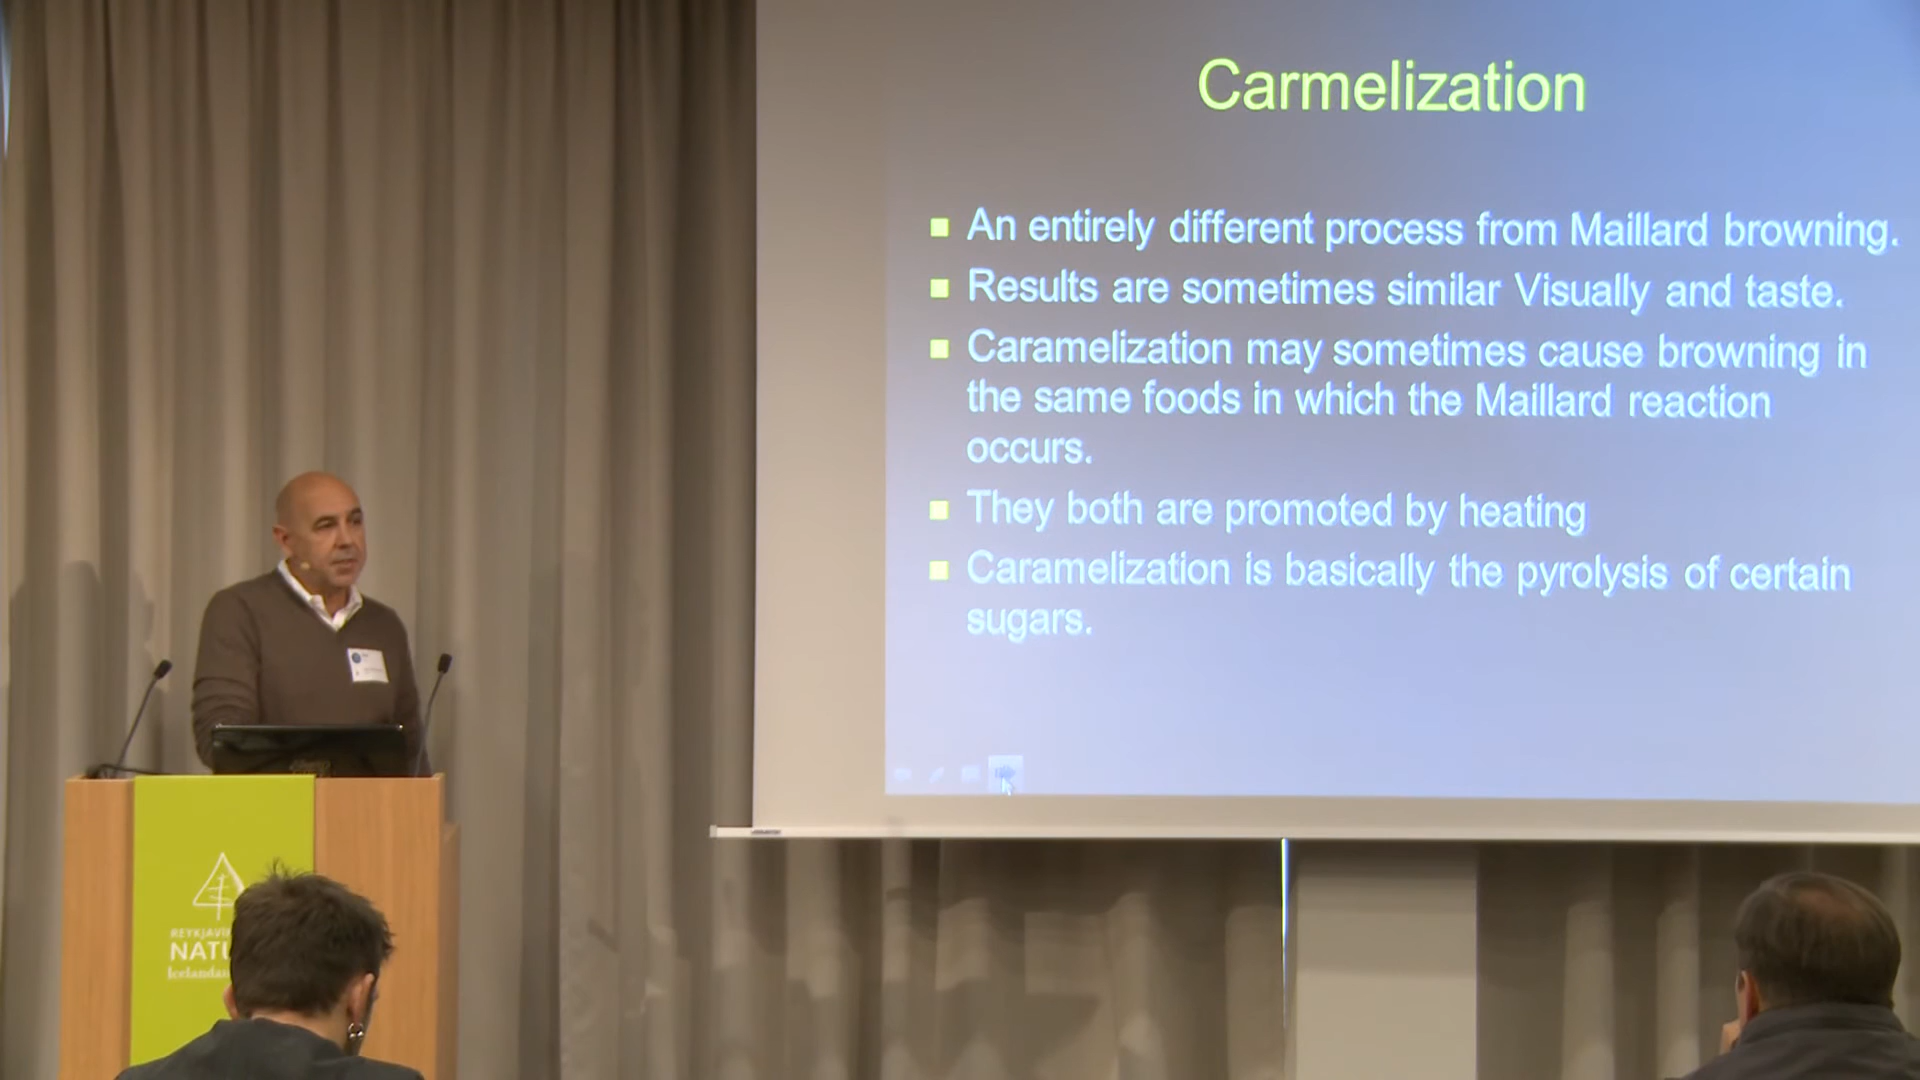 Carmelization
An entirely different process from Maillard browning.
Results are sometimes similar Visually and taste.
Caramelization may sometimes cause browning in
the same foods in which the Maillard reaction
occurs.
They both are promoted by heating
Caramelization is basically the pyrolysis of certain
sugars.